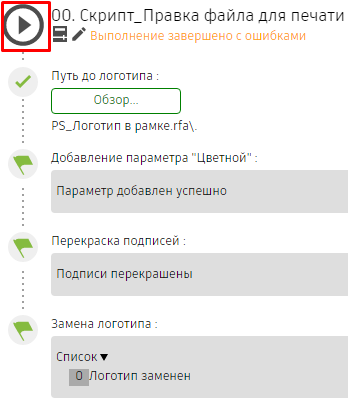 00. Скрипт_Правка файла для печати
Выполнение завершено с ошибками
Путь до логотипа :
Обзор...
PS_Логотип в рамке.rfa\.
Добавление параметра "Цветной" :
Параметр добавлен успешно
Перекраска подписей :
Подписи перекрашены
Замена логотипа :
Список
0 Логотип заменен